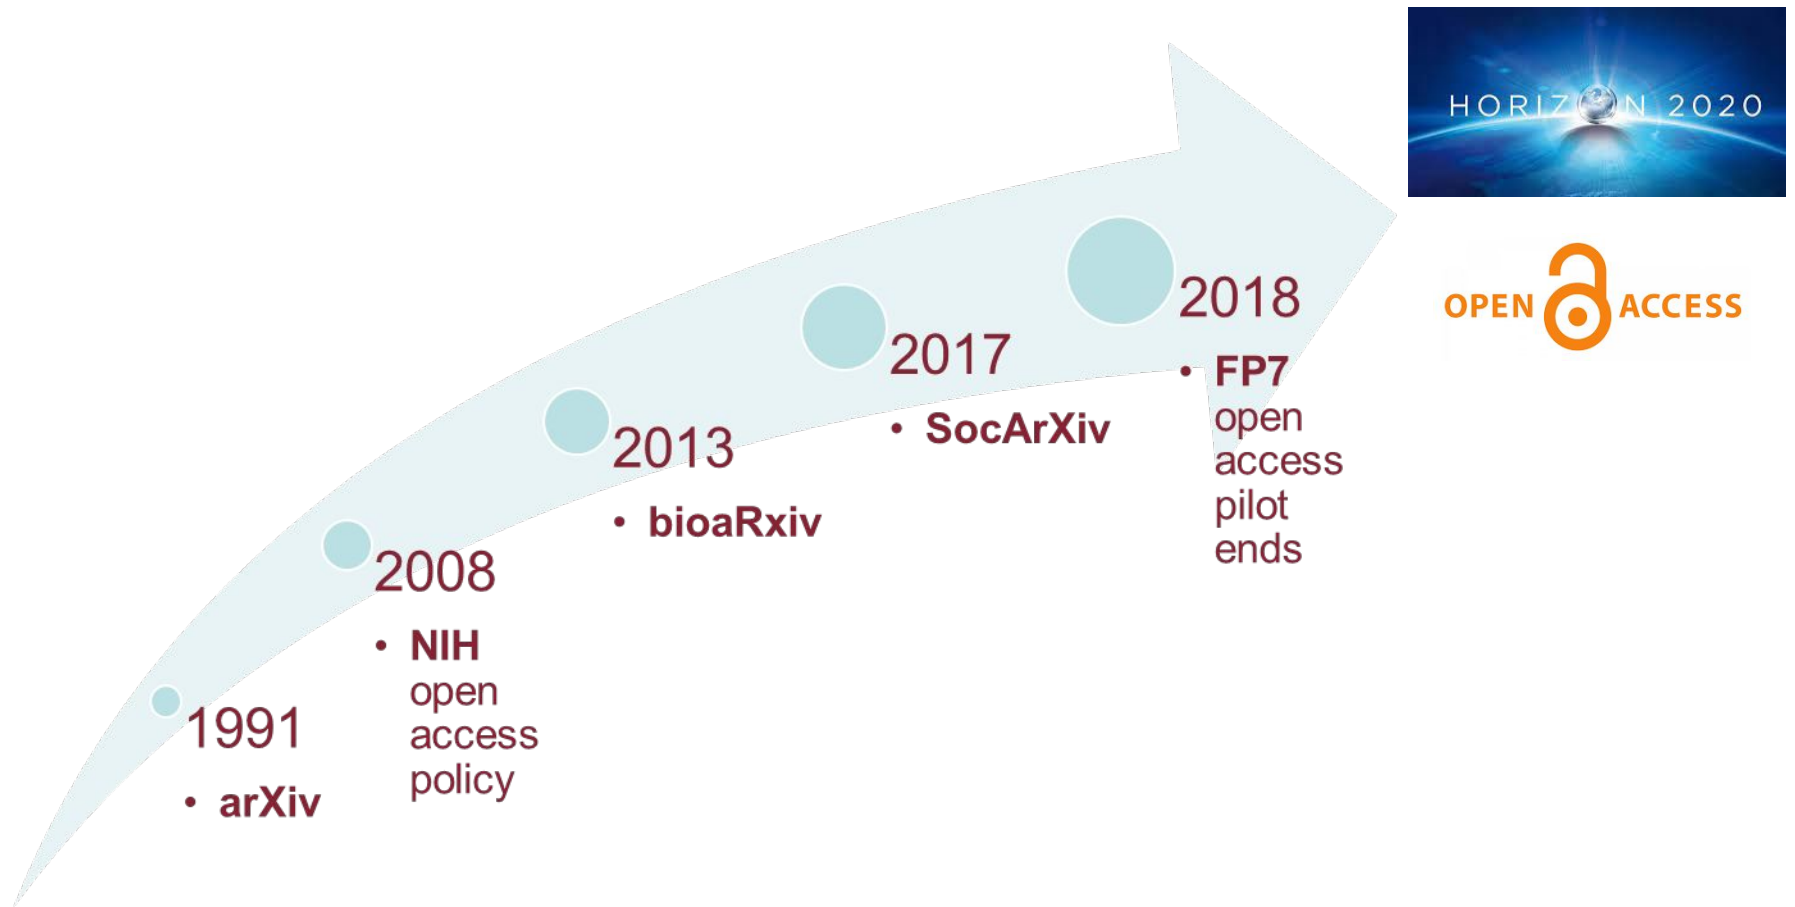 HORIZON 2020
OPEN ACCESS
2018
• FP7
open
access
pilot
ends
2017
• SocArXiv
2013
• bioaRxiv
2008
• NIH
open
access
policy
1991
• arXiv